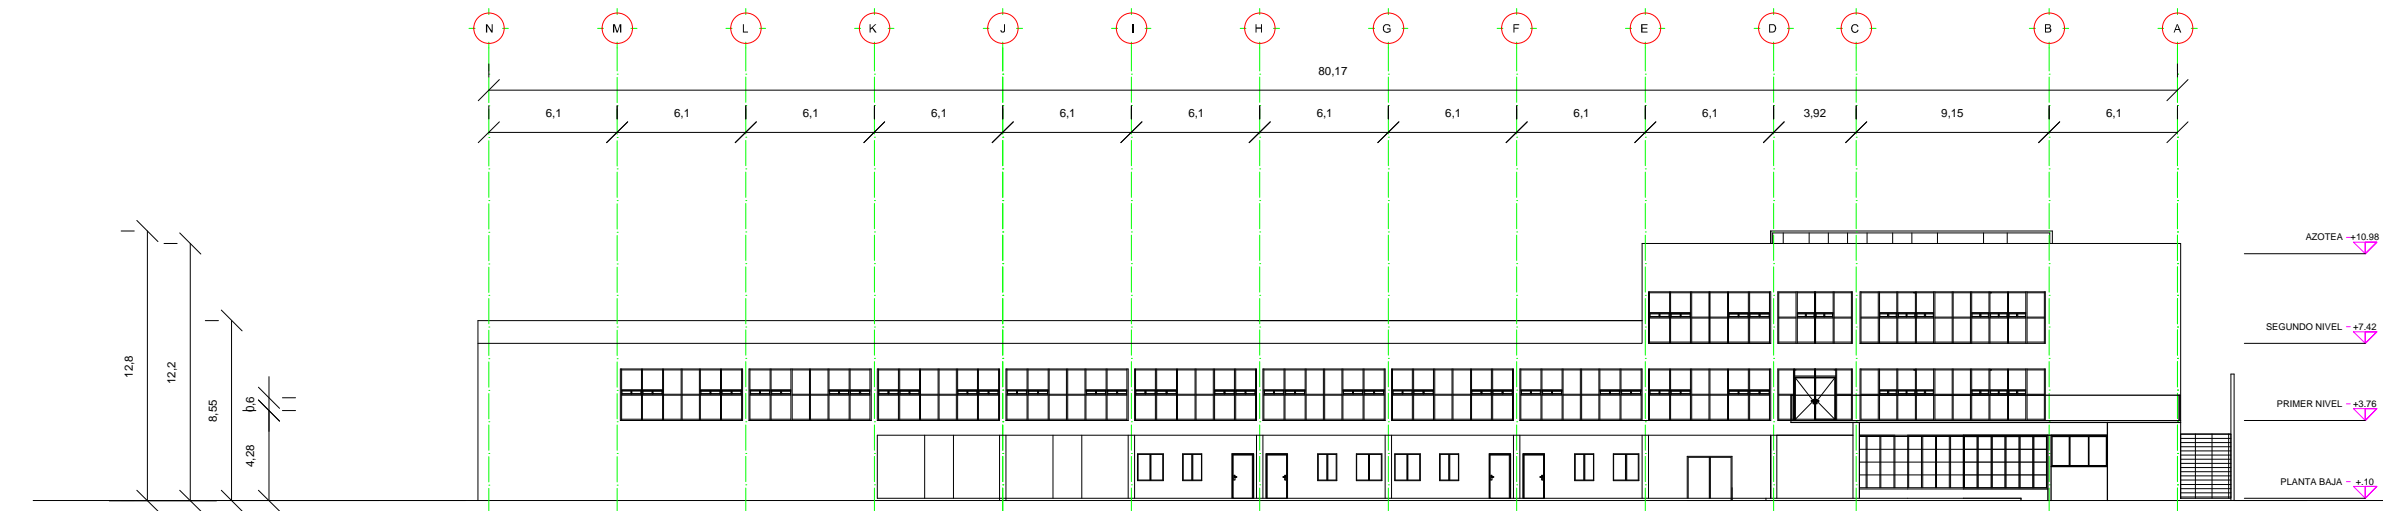 N M L K J I H G F E D C B A
80,17
6,1 6,1 6,1 6,1 6,1 6,1 6,1 6,1 6,1 6,1 3,92 9,15 6,1
12,8
12,2
8,55
0,6
4,28
AZOTEA +10.98
SEGUNDO NIVEL +7.42
PRIMER NIVEL +3.76
PLANTA BAJA +.10